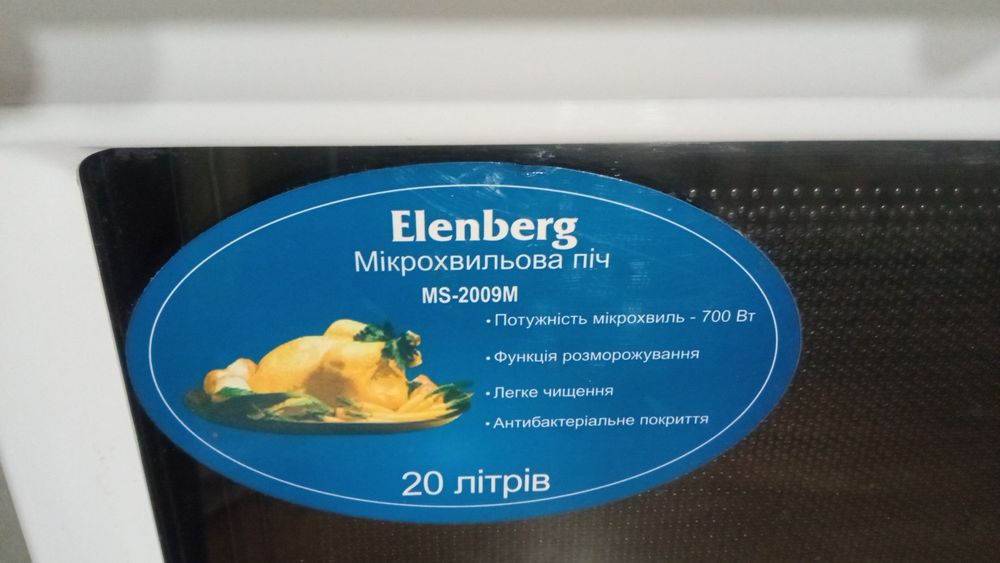 Elenberg
Мікрохвильова піч
MS-2009M
• Потужність мікрохвиль - 700 Вт
• Функція розморожування
• Легке чищення
• Антибактеріальне покриття
20 літрів